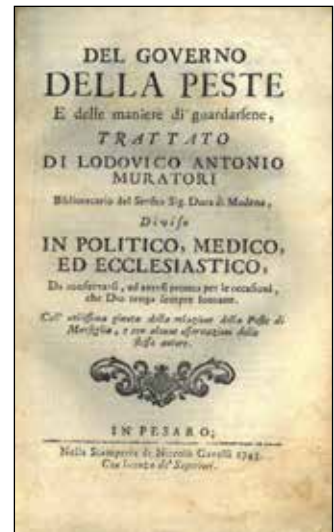 DEL GOVERNO
DELLA PESTE
E delle maniere di guardarsene,
TRATTATO
DI LODOVICO ANTONIO
MURATORI
Bibliotecario del Sereniss. Sig. Duca di Modena,
Diviso
IN POLITICO, MEDICO,
ED ECCLESIASTICO,
Da conservarsi, ed aversi pronto per le occasioni,
che Dio tenga sempre lontane.
Coll' utilissima giunta della relazione della Peste di
Marsiglia, e con alcune osservazioni dello
stesso autore.
IN PESARO;
Nella Stamperia di Niccolò Gavelli 1743.
Con licenza de' Superiori.